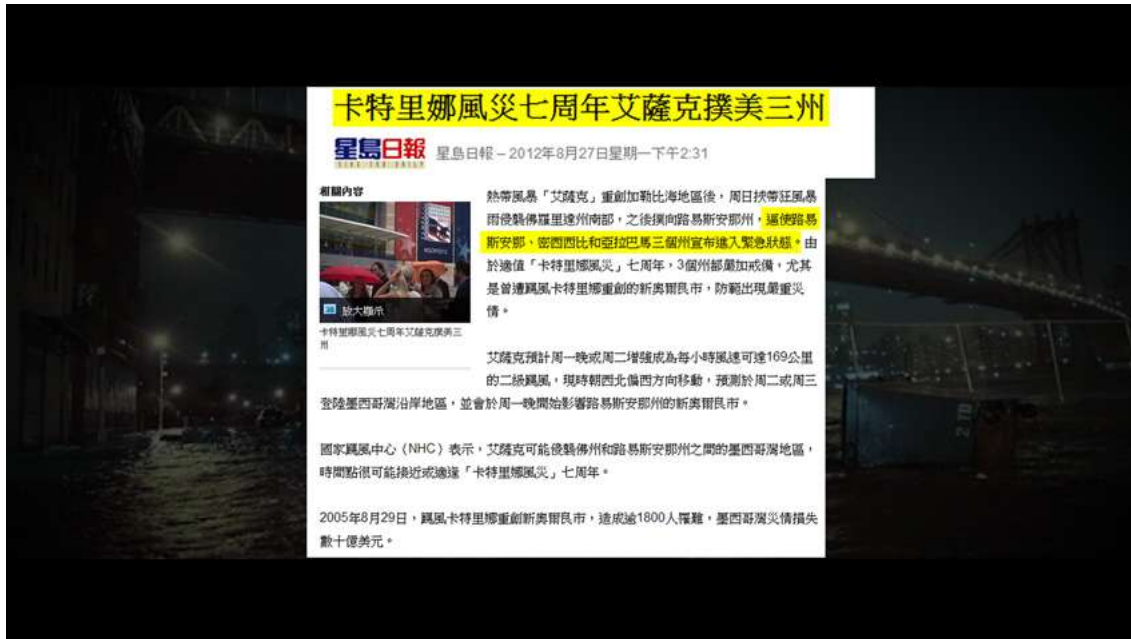 卡特里娜風災七周年艾薩克撲美三州
星島日報 星島日報 – 2012年8月27日星期一下午2:31
相關內容
放大顯示
卡特里娜風災七周年艾薩克撲美三
州
熱帶風暴「艾薩克」重創加勒比海地區後，周日挾帶狂風暴
雨侵襲佛羅里達州南部，之後撲向路易斯安那州，逼使路易
斯安那、密西西比和亞拉巴馬三個州宣布進入緊急狀態。由
於適值「卡特里娜風災」七周年，3個州都嚴加戒備，尤其
是曾遭颶風卡特里娜重創的新奧爾良市，防範出現嚴重災
情。
艾薩克預計周一晚或周二增強成為每小時風速可達169公里
的二級颶風，現時朝西北偏西方向移動，預測於周二或周三
登陸墨西哥灣沿岸地區，並會於周一晚開始影響路易斯安那州的新奧爾良市。
國家颶風中心（NHC）表示，艾薩克可能侵襲佛州和路易斯安那州之間的墨西哥灣地區，
時間點很可能接近或適逢「卡特里娜風災」七周年。
2005年8月29日，颶風卡特里娜重創新奧爾良市，造成逾1800人罹難，墨西哥灣災情損失
數十億美元。